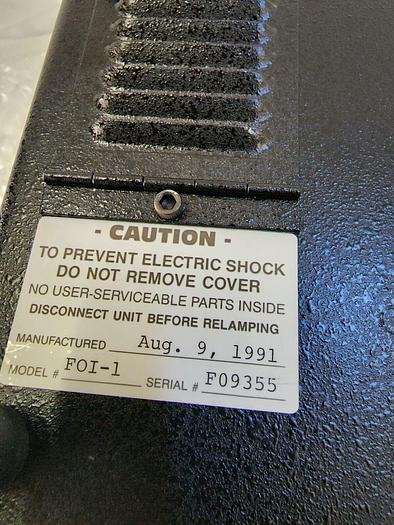 - CAUTION -
TO PREVENT ELECTRIC SHOCK
DO NOT REMOVE COVER
NO USER-SERVICEABLE PARTS INSIDE
DISCONNECT UNIT BEFORE RELAMPING
MANUFACTURED Aug. 9, 1991
MODEL # FOI-1 SERIAL # F09355